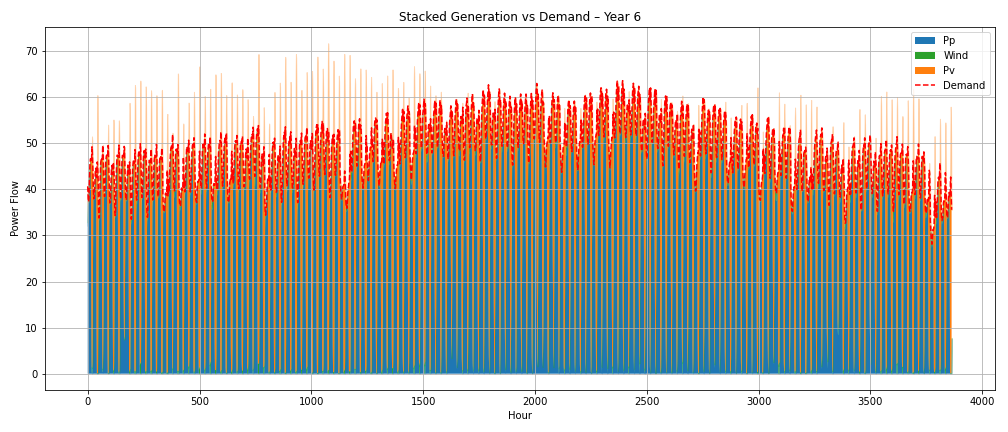 Stacked Generation vs Demand – Year 6
Power Flow
70
60
50
40
30
20
10
0
Pp
Wind
Pv
Demand
0 500 1000 1500 2000 2500 3000 3500 4000
Hour